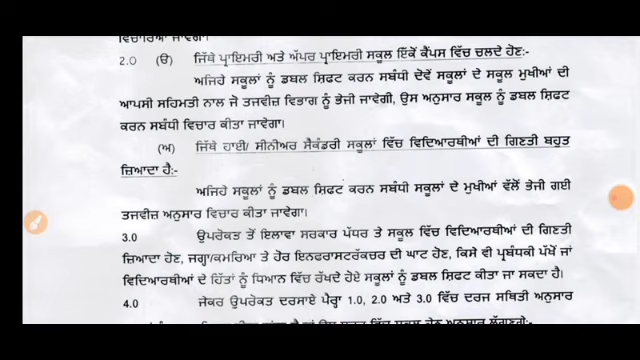 ਵਿਚਾਰਿਆ ਜਾਵੇਗਾ।
2.0 (ੳ) ਜਿੱਥੇ ਪ੍ਰਾਇਮਰੀ ਅਤੇ ਅੱਪਰ ਪ੍ਰਾਇਮਰੀ ਸਕੂਲ ਇੱਕੋ ਕੈਂਪਸ ਵਿੱਚ ਚਲਦੇ ਹੋਣ:-
ਅਜਿਹੇ ਸਕੂਲਾਂ ਨੂੰ ਡਬਲ ਸ਼ਿਫਟ ਕਰਨ ਸਬੰਧੀ ਦੋਵੇਂ ਸਕੂਲਾਂ ਦੇ ਸਕੂਲ ਮੁਖੀਆਂ ਦੀ
ਆਪਸੀ ਸਹਿਮਤੀ ਨਾਲ ਜੋ ਤਜਵੀਜ਼ ਵਿਭਾਗ ਨੂੰ ਭੇਜੀ ਜਾਵੇਗੀ, ਉਸ ਅਨੁਸਾਰ ਸਕੂਲ ਨੂੰ ਡਬਲ ਸ਼ਿਫਟ
ਕਰਨ ਸਬੰਧੀ ਵਿਚਾਰ ਕੀਤਾ ਜਾਵੇਗਾ।
(ਅ) ਜਿੱਥੇ ਹਾਈ/ ਸੀਨੀਅਰ ਸੈਕੰਡਰੀ ਸਕੂਲਾਂ ਵਿੱਚ ਵਿਦਿਆਰਥੀਆਂ ਦੀ ਗਿਣਤੀ ਬਹੁਤ
ਜ਼ਿਆਦਾ ਹੈ:-
ਅਜਿਹੇ ਸਕੂਲਾਂ ਨੂੰ ਡਬਲ ਸ਼ਿਫਟ ਕਰਨ ਸਬੰਧੀ ਸਕੂਲਾਂ ਦੇ ਮੁਖੀਆਂ ਵੱਲੋਂ ਭੇਜੀ ਗਈ
ਤਜਵੀਜ਼ ਅਨੁਸਾਰ ਵਿਚਾਰ ਕੀਤਾ ਜਾਵੇਗਾ।
3.0 ਉਪਰੋਕਤ ਤੋਂ ਇਲਾਵਾ ਸਰਕਾਰ ਪੱਧਰ ਤੇ ਸਕੂਲ ਵਿੱਚ ਵਿਦਿਆਰਥੀਆਂ ਦੀ ਗਿਣਤੀ
ਜ਼ਿਆਦਾ ਹੋਣ, ਜਗ੍ਹਾ/ਕਮਰਿਆ ਤੇ ਹੋਰ ਇਨਫਰਾਸਟਰੱਕਚਰ ਦੀ ਘਾਟ ਹੋਣ, ਕਿਸੇ ਵੀ ਪ੍ਰਬੰਧਕੀ ਪੱਖੋਂ ਜਾਂ
ਵਿਦਿਆਰਥੀਆਂ ਦੇ ਹਿੱਤਾਂ ਨੂੰ ਧਿਆਨ ਵਿੱਚ ਰੱਖਦੇ ਹੋਏ ਸਕੂਲਾਂ ਨੂੰ ਡਬਲ ਸ਼ਿਫਟ ਕੀਤਾ ਜਾ ਸਕਦਾ ਹੈ।
4.0 ਜੇਕਰ ਉਪਰੋਕਤ ਦਰਸਾਏ ਪੈਰ੍ਹਾ 1.0, 2.0 ਅਤੇ 3.0 ਵਿੱਚ ਦਰਜ ਸਥਿਤੀ ਅਨੁਸਾਰ
ਅਨੁਸਾਰ ਲੱਗਣਗੇ:-